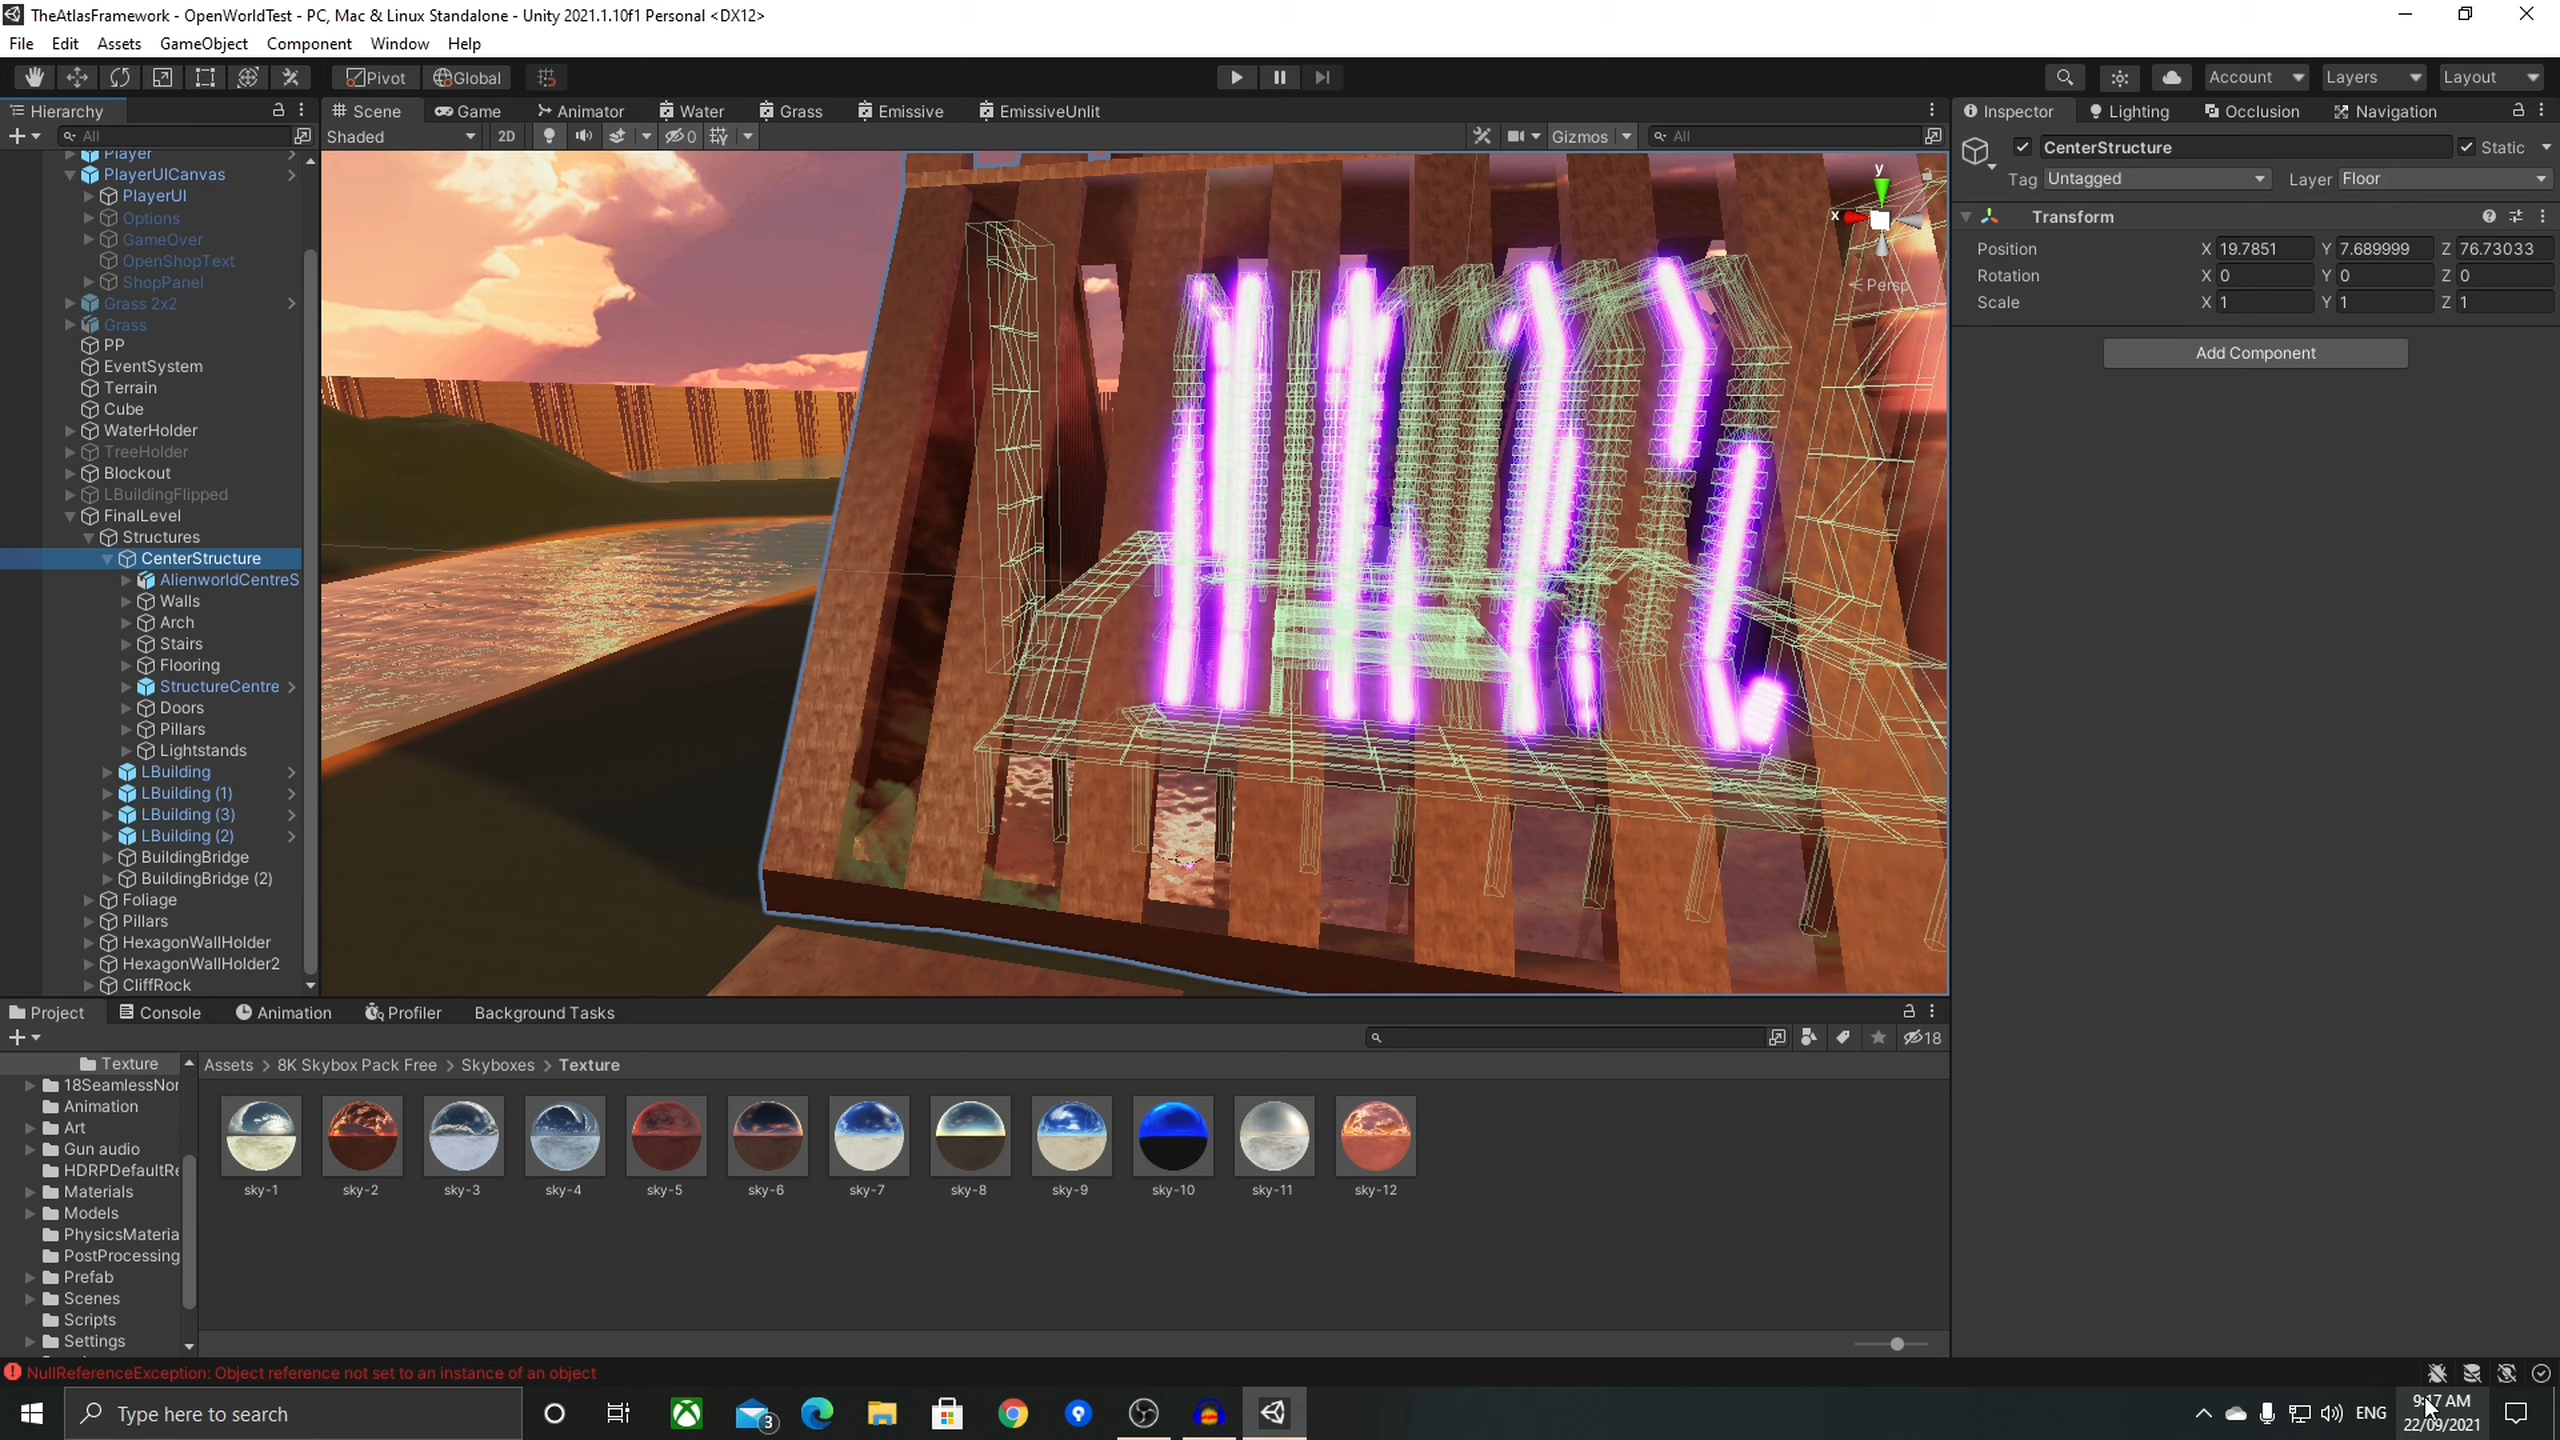 TheAtlasFramework - OpenWorldTest - PC, Mac & Linux Standalone - Unity 2021.1.10f1 Personal <DX12>
File Edit Assets GameObject Component Window Help
Pivot Global Account Layers Layout
Hierarchy
All
Player
PlayerUICanvas
PlayerUI
Options
GameOver
OpenShopText
ShopPanel
Grass 2x2
Grass
PP
EventSystem
Terrain
Cube
WaterHolder
TreeHolder
Blockout
LBuildingFlipped
FinalLevel
Structures
CenterStructure
AlienworldCentreS
Walls
Arch
Stairs
Flooring
StructureCentre
Doors
Pillars
Lightstands
LBuilding
LBuilding (1)
LBuilding (3)
LBuilding (2)
BuildingBridge
BuildingBridge (2)
Foliage
Pillars
HexagonWallHolder
HexagonWallHolder2
CliffRock
Scene Game Animator Water Grass Emissive EmissiveUnlit
Shaded 2D 0 Gizmos All
y
x
Persp
Inspector Lighting Occlusion Navigation
CenterStructure Static
Tag Untagged Layer Floor
Transform
Position X 19.7851 Y 7.689999 Z 76.73033
Rotation X 0 Y 0 Z 0
Scale X 1 Y 1 Z 1
Add Component
Project Console Animation Profiler Background Tasks
18
Texture
18SeamlessNor
Animation
Art
Gun audio
HDRPDefaultRe
Materials
Models
PhysicsMateria
PostProcessing
Prefab
Scenes
Scripts
Settings
Assets > 8K Skybox Pack Free > Skyboxes > Texture
sky-1 sky-2 sky-3 sky-4 sky-5 sky-6 sky-7 sky-8 sky-9 sky-10 sky-11 sky-12
NullReferenceException: Object reference not set to an instance of an object
Type here to search
3
ENG
9:17 AM
22/09/2021